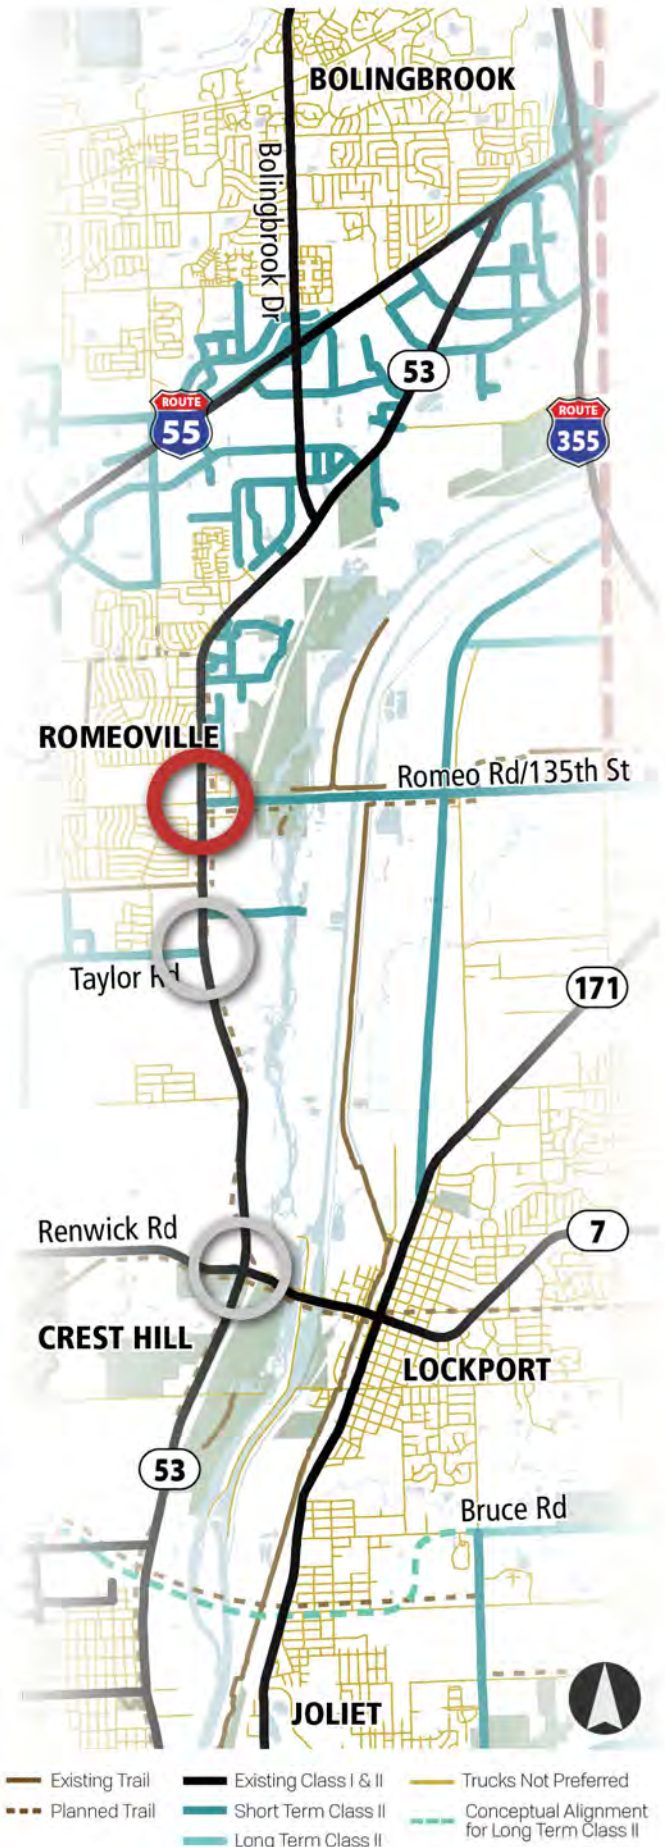 BOLINGBROOK
Bolingbrook Dr
53
ROUTE
55
ROUTE
355
ROMEOVILLE
Romeo Rd/135th St
Taylor Rd
171
Renwick Rd
7
CREST HILL
LOCKPORT
53
Bruce Rd
JOLIET
Existing Trail
Existing Class I & II
Trucks Not Preferred
Planned Trail
Short Term Class II
Conceptual Alignment
for Long Term Class II
Long Term Class II